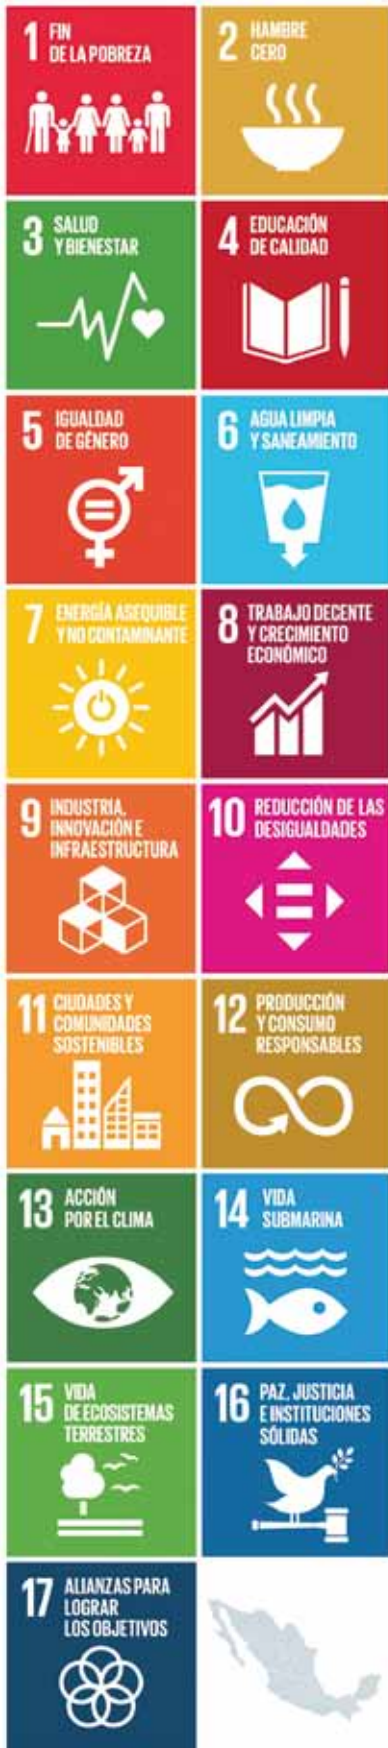 1 FIN
DE LA POBREZA
2 HAMBRE
CERO
3 SALUD
Y BIENESTAR
4 EDUCACIÓN
DE CALIDAD
5 IGUALDAD
DE GÉNERO
6 AGUA LIMPIA
Y SANEAMIENTO
7 ENERGÍA ASEQUIBLE
Y NO CONTAMINANTE
8 TRABAJO DECENTE
Y CRECIMIENTO
ECONÓMICO
9 INDUSTRIA,
INNOVACIÓN E
INFRAESTRUCTURA
10 REDUCCIÓN DE LAS
DESIGUALDADES
11 CIUDADES Y
COMUNIDADES
SOSTENIBLES
12 PRODUCCIÓN
Y CONSUMO
RESPONSABLES
13 ACCIÓN
POR EL CLIMA
14 VIDA
SUBMARINA
15 VIDA
DE ECOSISTEMAS
TERRESTRES
16 PAZ, JUSTICIA
E INSTITUCIONES
SÓLIDAS
17 ALIANZAS PARA
LOGRAR
LOS OBJETIVOS